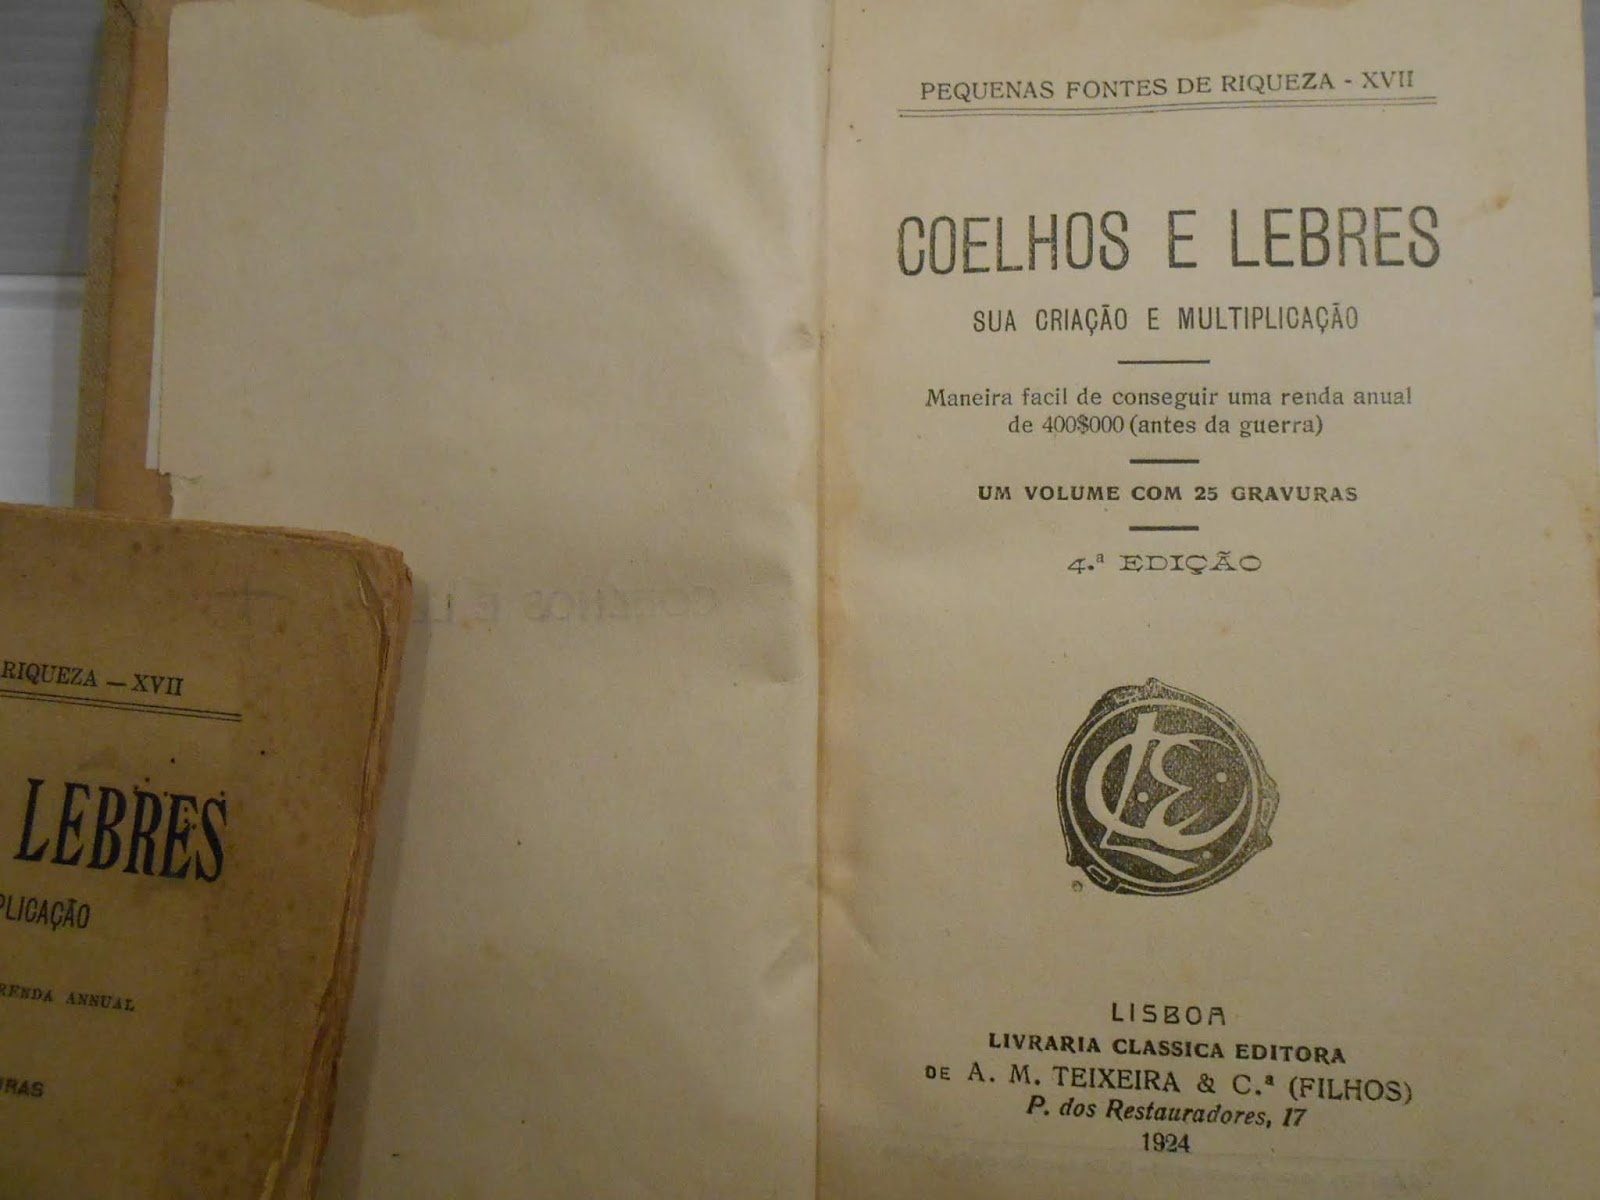 PEQUENAS FONTES DE RIQUEZA - XVII
COELHOS E LEBRES
SUA CRIAÇÃO E MULTIPLICAÇÃO
Maneira facil de conseguir uma renda anual
de 400$000 (antes da guerra)
UM VOLUME COM 25 GRAVURAS
4.ª EDIÇÃO
LISBOA
LIVRARIA CLASSICA EDITORA
DE A. M. TEIXEIRA & C.ª (FILHOS)
P. dos Restauradores, 17
1924
RIQUEZA — XVII
LEBRES
PLICAÇÃO
RENDA ANNUAL
RAS